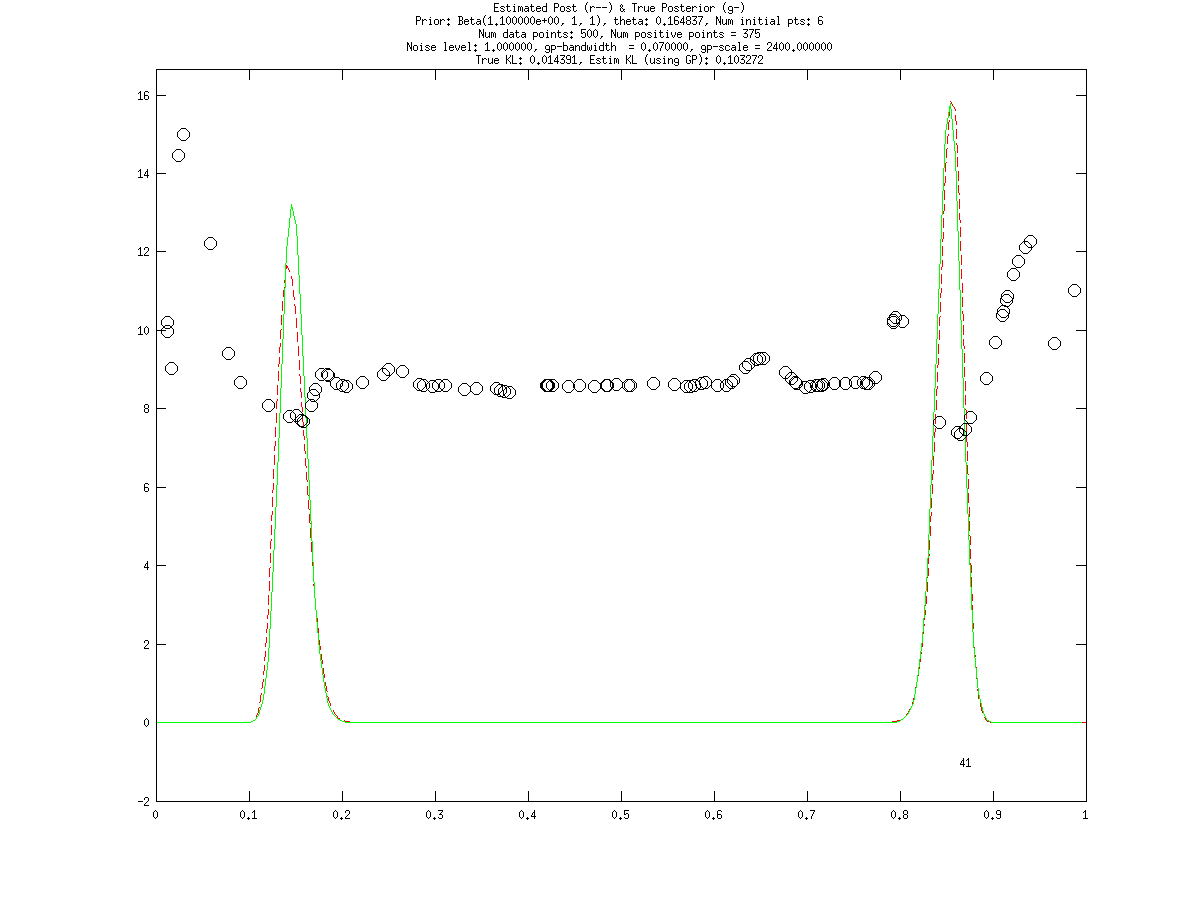 Estimated Post (r--) & True Posterior (g-)
Prior: Beta(1.100000e+00, 1, 1), theta: 0.164837, Num initial pts: 6
Num data points: 500, Num positive points = 375
Noise level: 1.000000, gp-bandwidth  = 0.070000, gp-scale = 2400.000000
True KL: 0.014391, Estim KL (using GP): 0.103272
16
14
12
10
8
6
4
2
0
41
-2
0 0.1 0.2 0.3 0.4 0.5 0.6 0.7 0.8 0.9 1